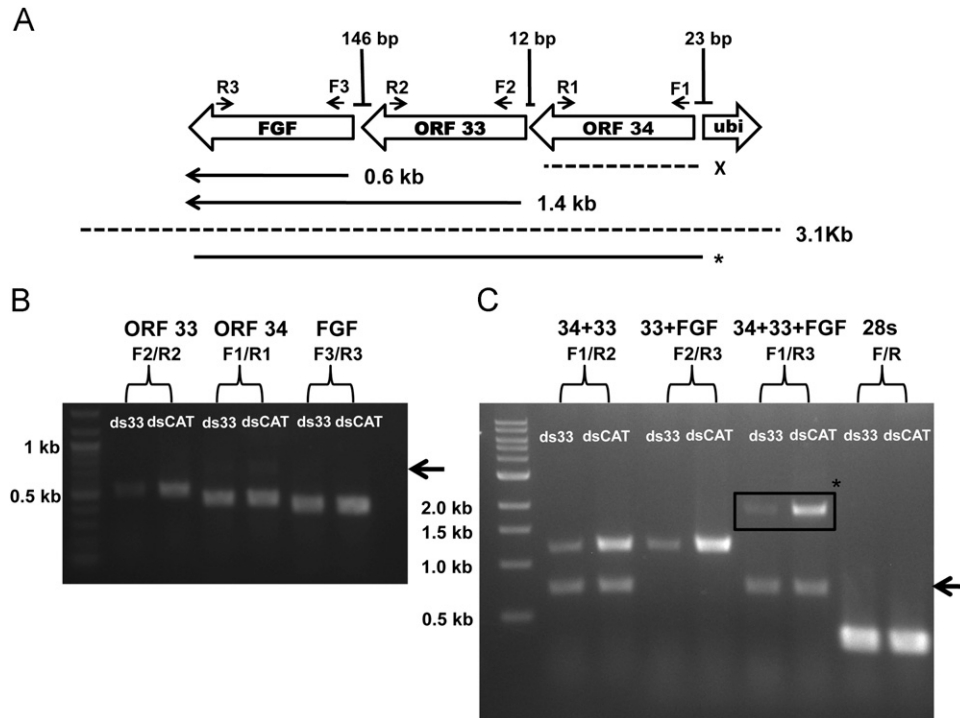 A
146 bp 12 bp 23 bp
R3 F3 R2 F2 R1 F1
FGF ORF 33 ORF 34 ubi
X
0.6 kb
1.4 kb
3.1Kb
*
B
ORF 33 ORF 34 FGF
F2/R2 F1/R1 F3/R3
ds33 dsCAT ds33 dsCAT ds33 dsCAT
1 kb
0.5 kb
C
34+33 33+FGF 34+33+FGF 28s
F1/R2 F2/R3 F1/R3 F/R
ds33 dsCAT ds33 dsCAT ds33 dsCAT ds33 dsCAT
*
2.0 kb
1.5 kb
1.0 kb
0.5 kb